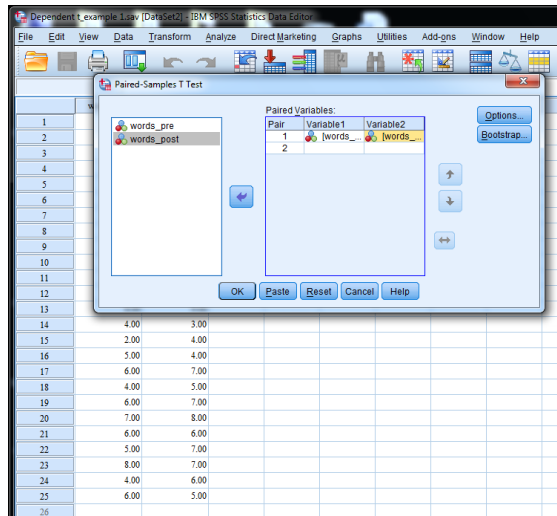 Dependent t_example 1.sav [DataSet2] - IBM SPSS Statistics Data Editor
File Edit View Data Transform Analyze Direct Marketing Graphs Utilities Add-ons Window Help
Paired-Samples T Test
words_pre
words_post
Paired Variables:
Pair Variable1 Variable2
1 [words_... [words_...
2
Options...
Bootstrap...
OK Paste Reset Cancel Help
1
2
3
4
5
6
7
8
9
10
11
12
13
14 4.00 3.00
15 2.00 4.00
16 5.00 4.00
17 6.00 7.00
18 4.00 5.00
19 6.00 7.00
20 7.00 8.00
21 6.00 6.00
22 5.00 7.00
23 8.00 7.00
24 4.00 6.00
25 6.00 5.00
26